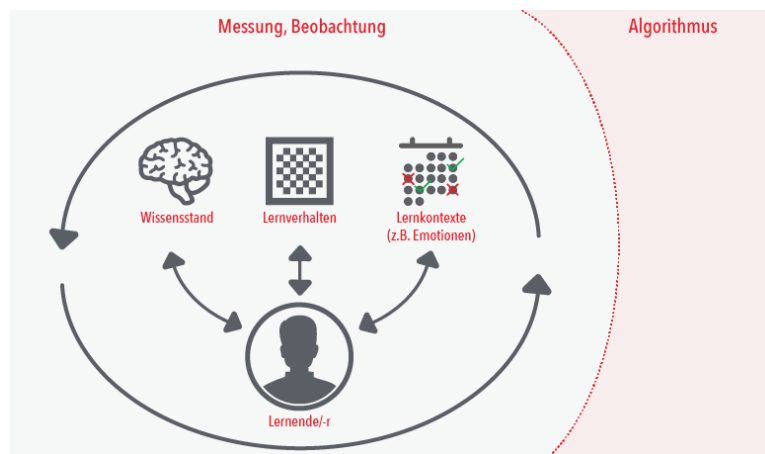 Messung, Beobachtung
Algorithmus
Wissensstand
Lernverhalten
Lernkontexte
(z.B. Emotionen)
Lernende/-r